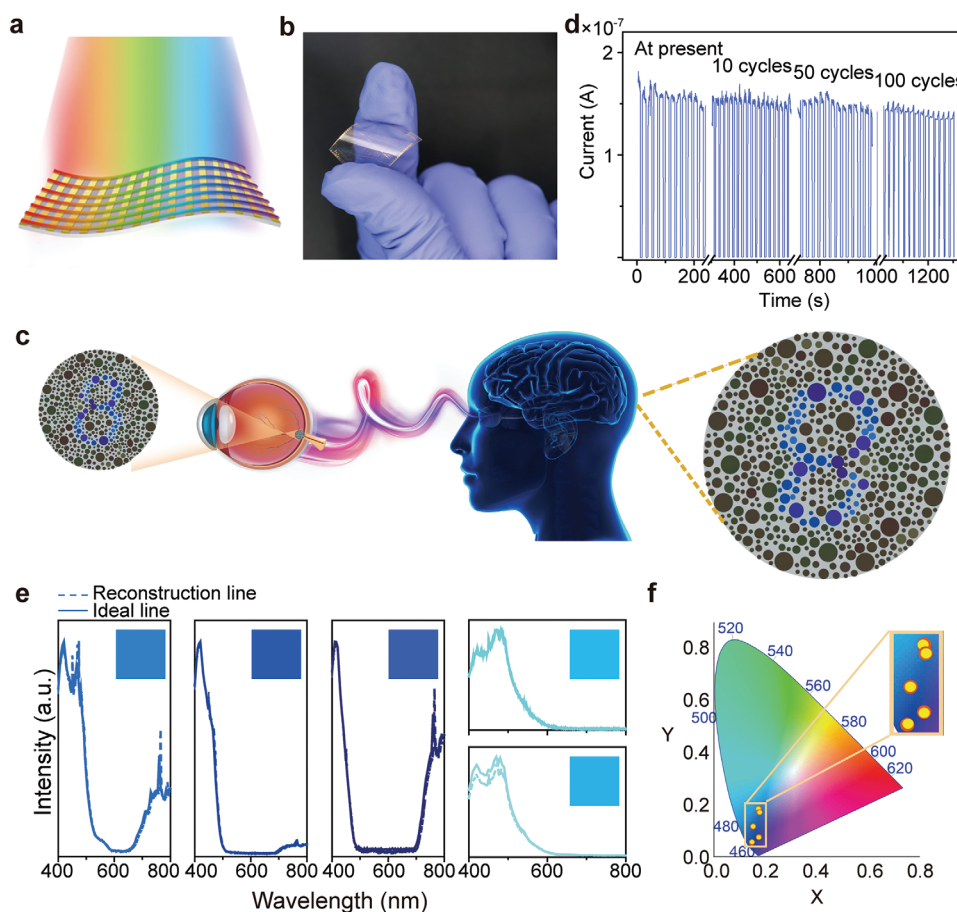 a
b
d
2×10⁻⁷
At present
10 cycles
50 cycles
100 cycles
Current (A)
1
0
200
400
600
800
1000
1200
Time (s)
c
e
Reconstruction line
Ideal line
Intensity (a.u.)
400
600
800
400
600
800
400
600
800
400
600
800
Wavelength (nm)
f
0.8
0.6
0.4
0.2
0.0
Y
520
540
560
580
600
620
500
480
460
0.0
0.2
0.4
0.6
0.8
X